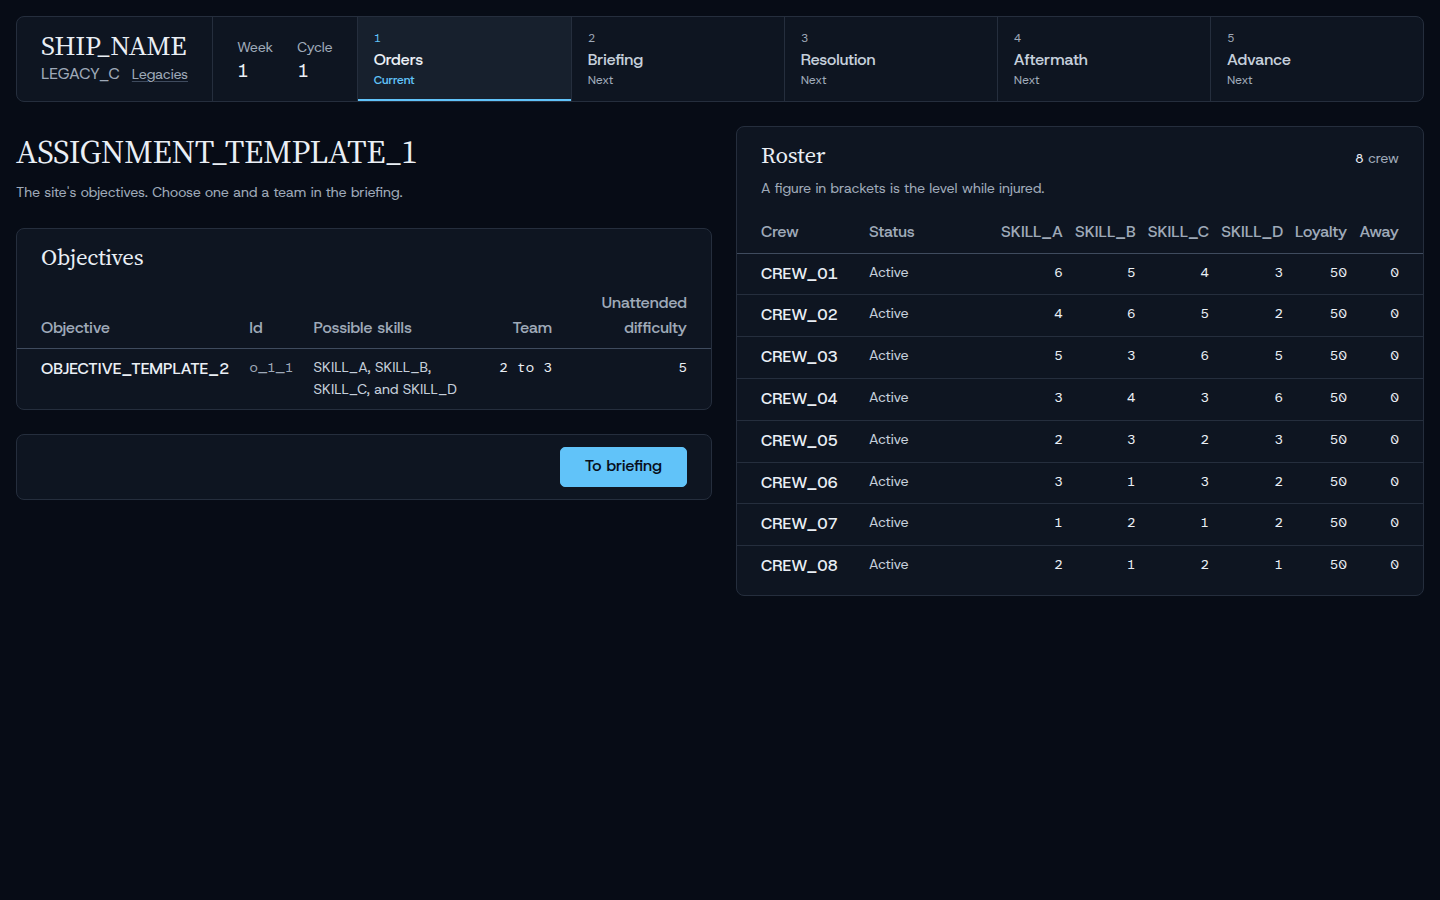 SHIP_NAME
LEGACY_C Legacies
Week Cycle
1 1
1
Orders
Current
2
Briefing
Next
3
Resolution
Next
4
Aftermath
Next
5
Advance
Next
ASSIGNMENT_TEMPLATE_1
The site's objectives. Choose one and a team in the briefing.
Objectives
Objective Id Possible skills Team Unattended difficulty
OBJECTIVE_TEMPLATE_2 o_1_1 SKILL_A, SKILL_B, 2 to 3 5
SKILL_C, and SKILL_D
To briefing
Roster 8 crew
A figure in brackets is the level while injured.
Crew Status SKILL_A SKILL_B SKILL_C SKILL_D Loyalty Away
CREW_01 Active 6 5 4 3 50 0
CREW_02 Active 4 6 5 2 50 0
CREW_03 Active 5 3 6 5 50 0
CREW_04 Active 3 4 3 6 50 0
CREW_05 Active 2 3 2 3 50 0
CREW_06 Active 3 1 3 2 50 0
CREW_07 Active 1 2 1 2 50 0
CREW_08 Active 2 1 2 1 50 0